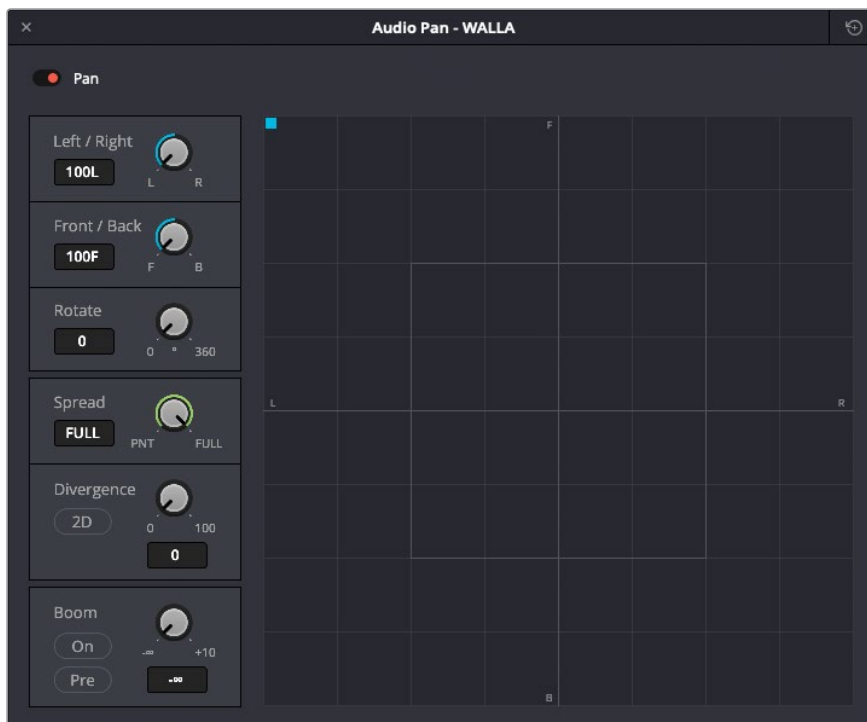 Audio Pan - WALLA
Pan
Left / Right
100L
L R
Front / Back
100F
F B
Rotate
0
0 ° 360
Spread
FULL
PNT FULL
Divergence
2D
0 100
0
Boom
On
-∞ +10
Pre
-∞
F
L
R
B